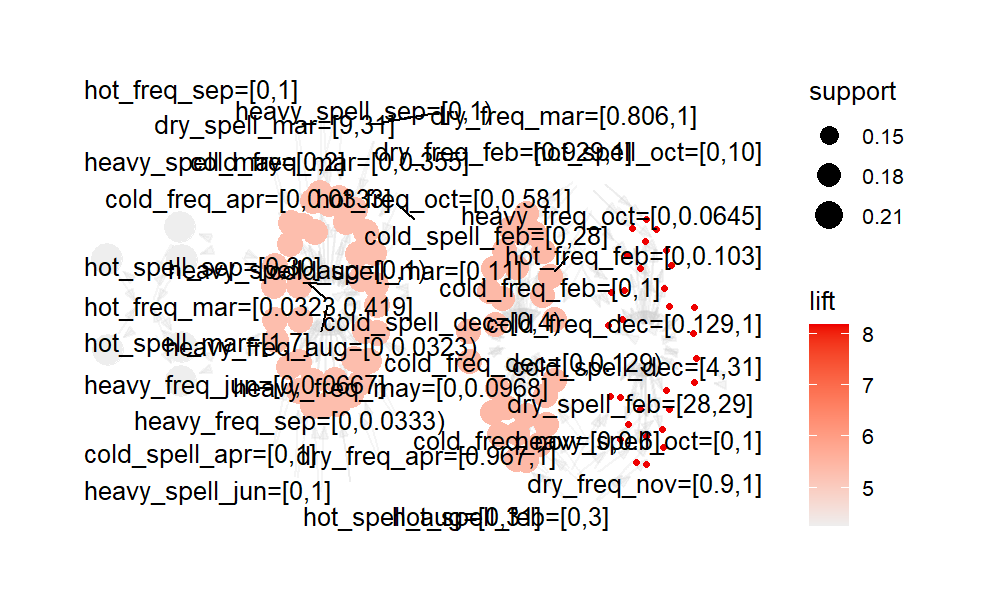 hot_freq_sep=[0,1]
heavy_spell_sep=[0,1)
dry_spell_mar=[9,31]
dry_freq_mar=[0.806,1]
dry_freq_feb=[0.929,1]
hot_spell_oct=[0,10]
heavy_spell_may=[0,2]
cold_freq_mar=[0,0.355]
cold_freq_apr=[0,0.0333]
hot_freq_oct=[0,0.581]
heavy_freq_oct=[0,0.0645]
cold_spell_feb=[0,28]
hot_freq_feb=[0,0.103]
hot_spell_sep=[0,30]
heavy_spell_aug=[0,1)
cold_spell_mar=[0,11]
cold_freq_feb=[0,1]
hot_freq_mar=[0.0323,0.419]
cold_spell_dec=[0,4)
cold_freq_dec=[0.129,1]
hot_spell_mar=[1,7]
heavy_freq_aug=[0,0.0323)
cold_freq_dec=[0,0.129)
cold_spell_dec=[4,31]
heavy_freq_jun=[0,0.0667]
heavy_freq_may=[0,0.0968]
dry_spell_feb=[28,29]
heavy_freq_sep=[0,0.0333)
heavy_spell_oct=[0,1]
cold_spell_apr=[0,1]
dry_freq_apr=[0.967,1]
heavy_spell_jun=[0,1]
dry_freq_nov=[0.9,1]
hot_spell_aug=[0,31]
hot_spell_feb=[0,3]
support
0.15
0.18
0.21
lift
8
7
6
5